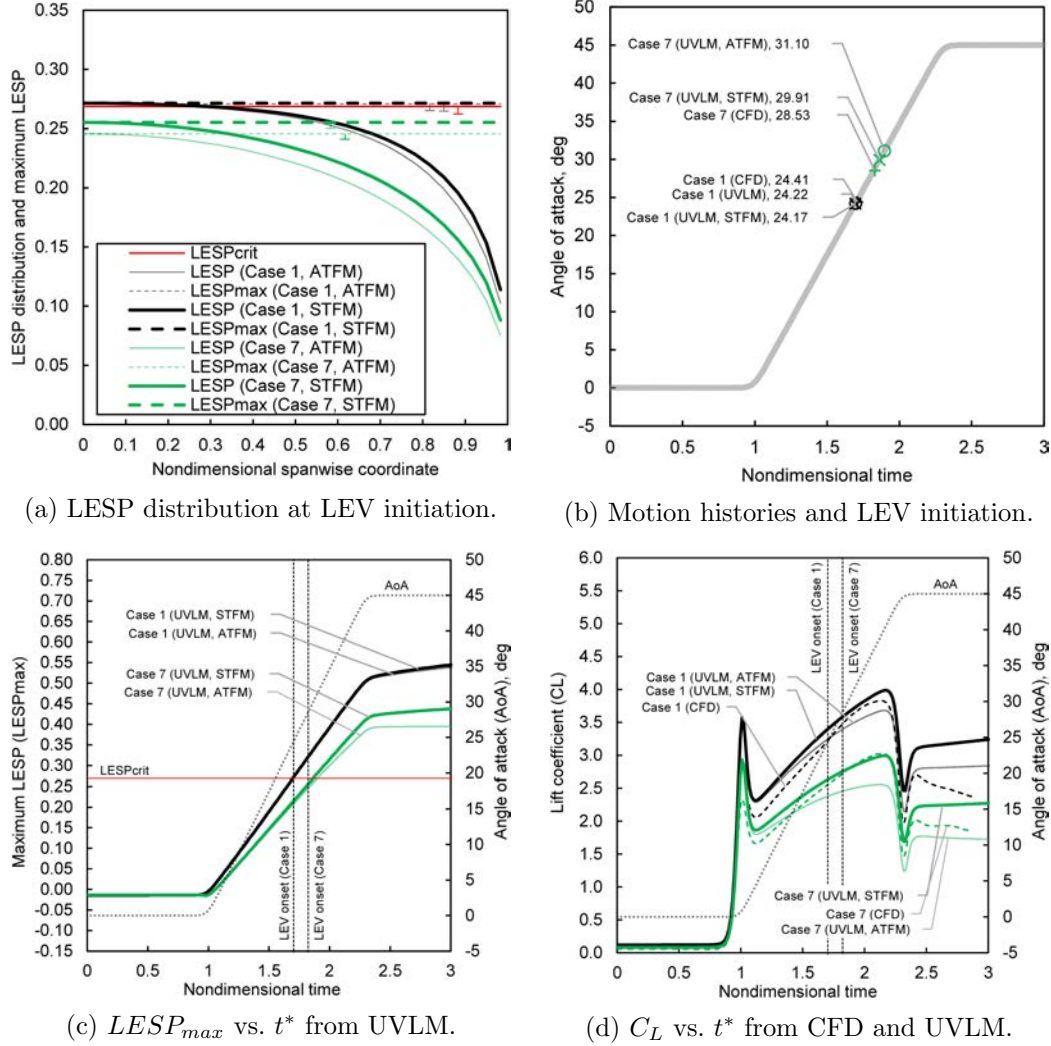 0.35
0.30
0.25
0.20
0.15
0.10
0.05
0.00
LESP distribution and maximum LESP
LESPcrit
LESP (Case 1, ATFM)
LESPmax (Case 1, ATFM)
LESP (Case 1, STFM)
LESPmax (Case 1, STFM)
LESP (Case 7, ATFM)
LESPmax (Case 7, ATFM)
LESP (Case 7, STFM)
LESPmax (Case 7, STFM)
0 0.1 0.2 0.3 0.4 0.5 0.6 0.7 0.8 0.9 1
Nondimensional spanwise coordinate
(a) LESP distribution at LEV initiation.
50
45
40
35
30
25
20
15
10
5
0
-5
Angle of attack, deg
Case 7 (UVLM, ATFM), 31.10
Case 7 (UVLM, STFM), 29.91
Case 7 (CFD), 28.53
Case 1 (CFD), 24.41
Case 1 (UVLM), 24.22
Case 1 (UVLM, STFM), 24.17
0 0.5 1 1.5 2 2.5 3
Nondimensional time
(b) Motion histories and LEV initiation.
0.80
0.75
0.70
0.65
0.60
0.55
0.50
0.45
0.40
0.35
0.30
0.25
0.20
0.15
0.10
0.05
0.00
-0.05
-0.10
-0.15
Maximum LESP (LESPmax)
AoA
Case 1 (UVLM, STFM)
Case 1 (UVLM, ATFM)
Case 7 (UVLM, STFM)
Case 7 (UVLM, ATFM)
LESPcrit
LEV onset (Case 1)
LEV onset (Case 7)
50
45
40
35
30
25
20
15
10
5
0
-5
Angle of attack (AoA), deg
0 0.5 1 1.5 2 2.5 3
Nondimensional time
(c) LESPmax vs. t* from UVLM.
6.0
5.5
5.0
4.5
4.0
3.5
3.0
2.5
2.0
1.5
1.0
0.5
0.0
Lift coefficient (CL)
LEV onset (Case 1)
LEV onset (Case 7)
AoA
Case 1 (UVLM, ATFM)
Case 1 (UVLM, STFM)
Case 1 (CFD)
Case 7 (UVLM, STFM)
Case 7 (CFD)
Case 7 (UVLM, ATFM)
50
45
40
35
30
25
20
15
10
5
0
-5
Angle of attack (AoA), deg
0 0.5 1 1.5 2 2.5 3
Nondimensional time
(d) CL vs. t* from CFD and UVLM.